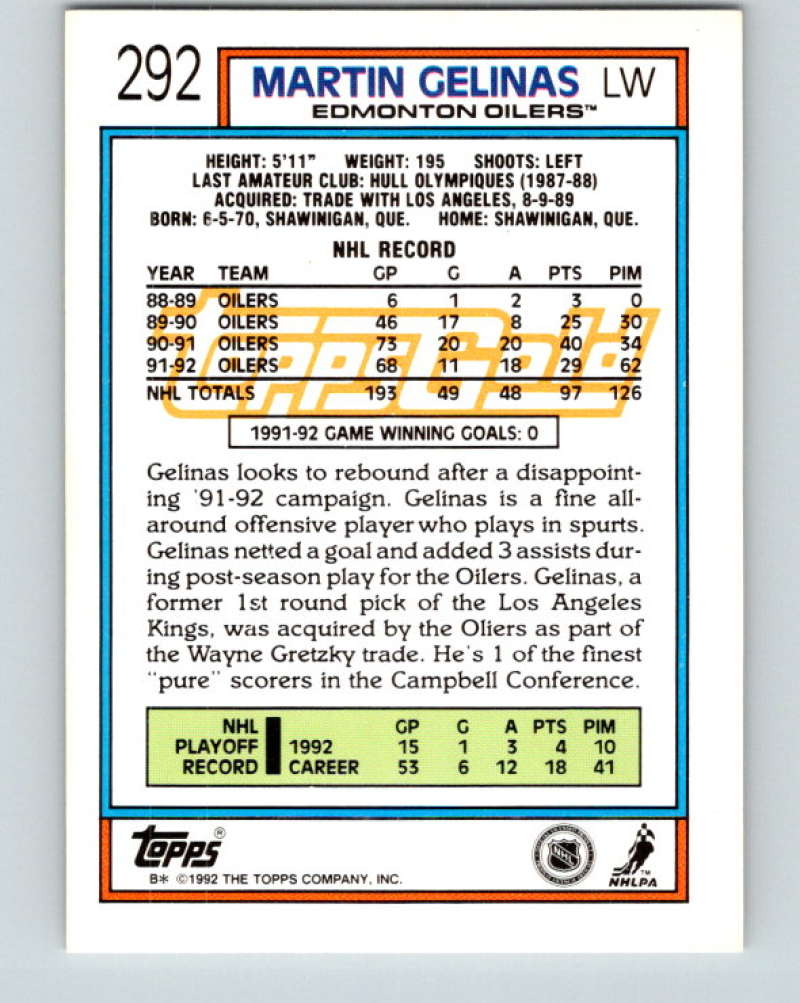 292 MARTIN GELINAS LW
EDMONTON OILERS™
HEIGHT: 5'11" WEIGHT: 195 SHOOTS: LEFT
LAST AMATEUR CLUB: HULL OLYMPIQUES (1987-88)
ACQUIRED: TRADE WITH LOS ANGELES, 8-9-89
BORN: 6-5-70, SHAWINIGAN, QUE. HOME: SHAWINIGAN, QUE.
NHL RECORD
YEAR TEAM GP G A PTS PIM
88-89 OILERS 6 1 2 3 0
89-90 OILERS 46 17 8 25 30
90-91 OILERS 73 20 20 40 34
91-92 OILERS 68 11 18 29 62
NHL TOTALS 193 49 48 97 126
ToppsGold
1991-92 GAME WINNING GOALS: 0
Gelinas looks to rebound after a disappoint-
ing '91-92 campaign. Gelinas is a fine all-
around offensive player who plays in spurts.
Gelinas netted a goal and added 3 assists dur-
ing post-season play for the Oilers. Gelinas, a
former 1st round pick of the Los Angeles
Kings, was acquired by the Oliers as part of
the Wayne Gretzky trade. He's 1 of the finest
"pure" scorers in the Campbell Conference.
NHL GP G A PTS PIM
PLAYOFF 1992 15 1 3 4 10
RECORD CAREER 53 6 12 18 41
Topps®
NHL
™
NHLPA
B* ©1992 THE TOPPS COMPANY, INC.